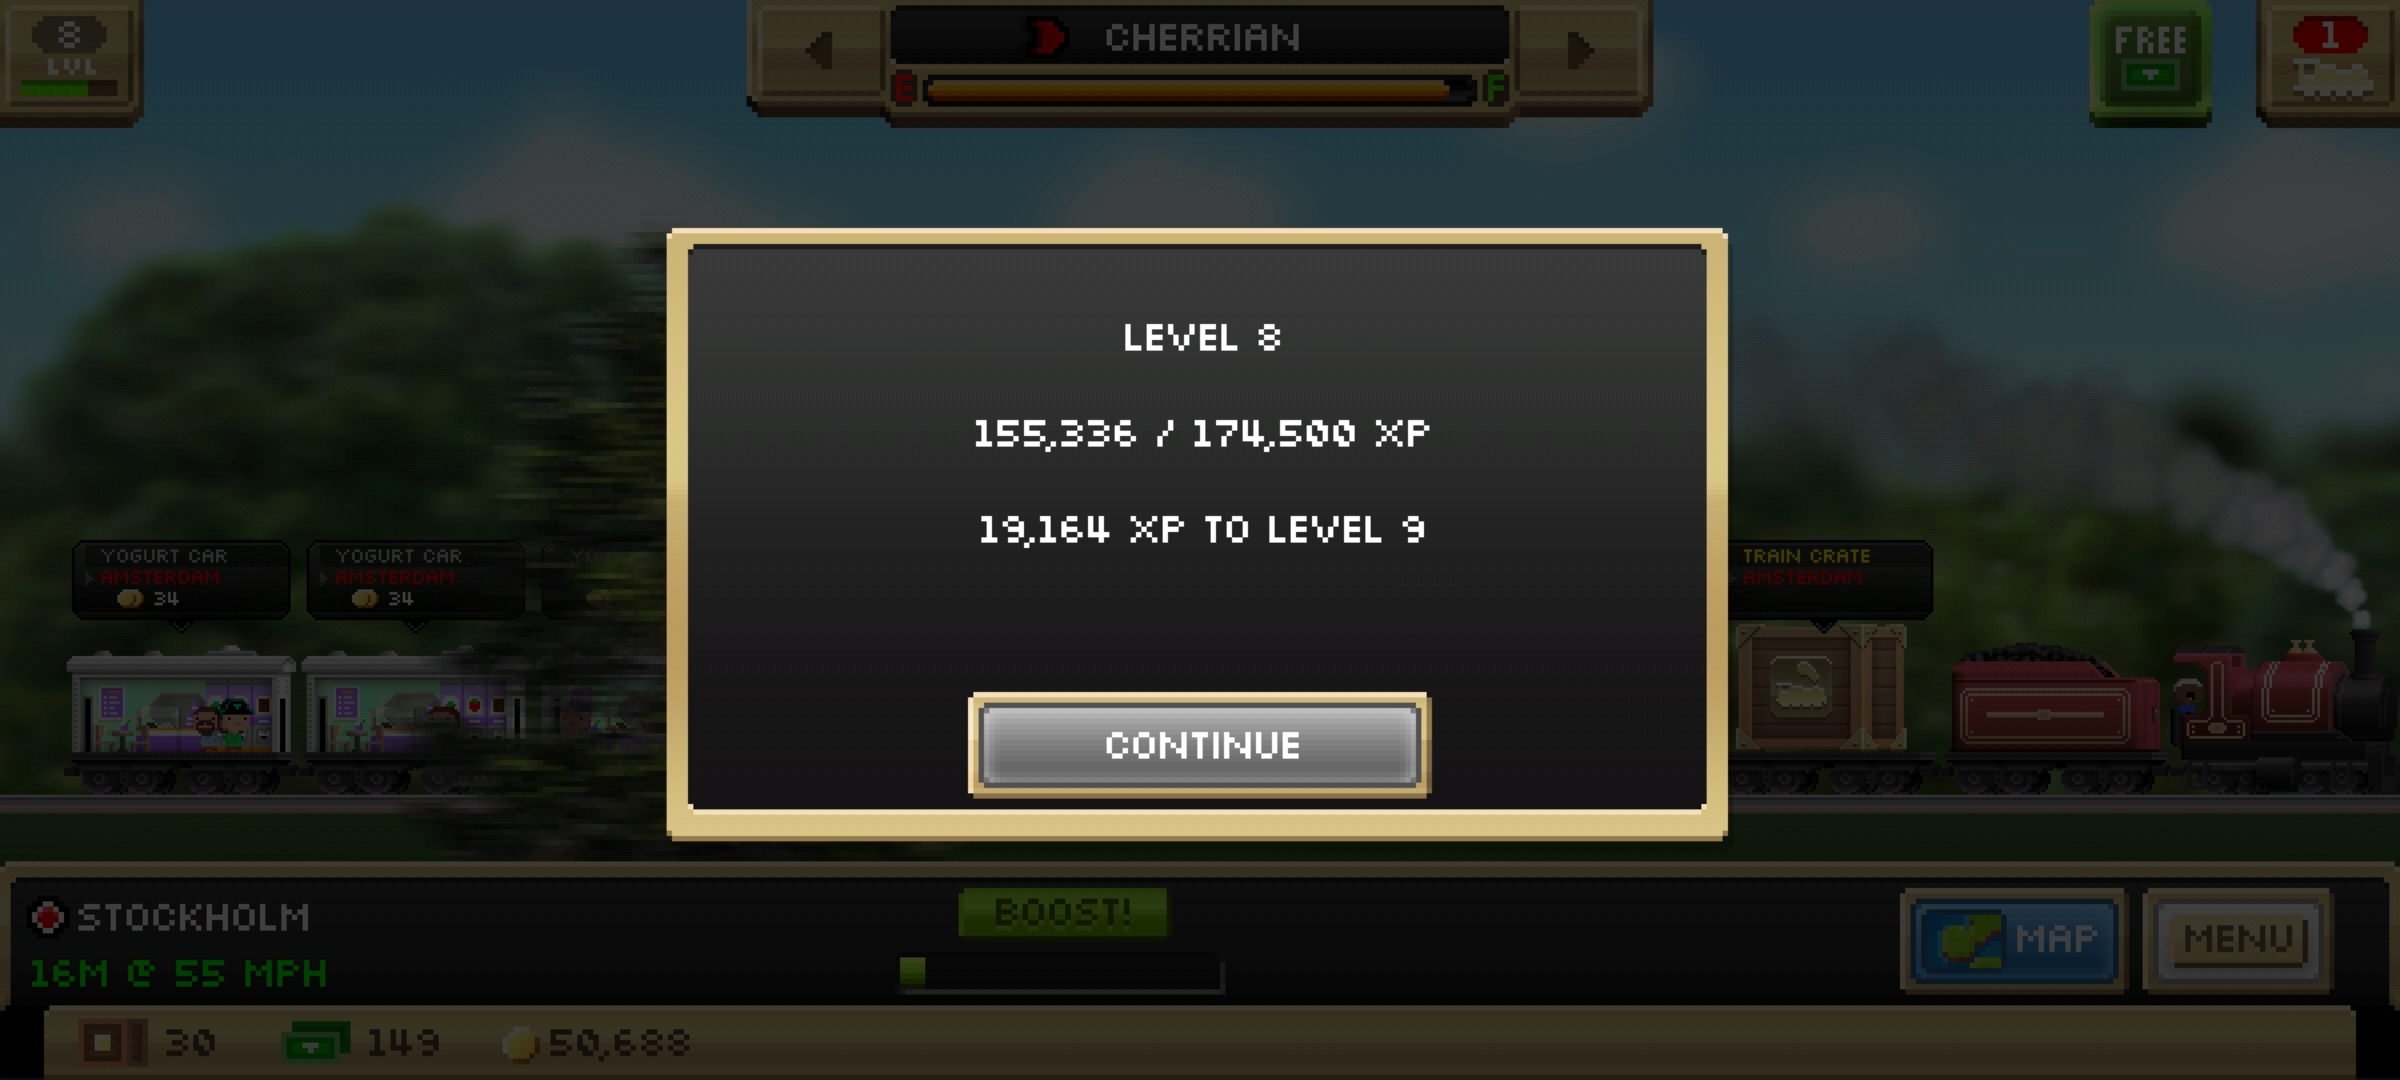 8
LVL
CHERRIAN
E F
FREE
1
LEVEL 8
155,336 / 174,500 XP
19,164 XP TO LEVEL 9
CONTINUE
YOGURT CAR
AMSTERDAM
34
YOGURT CAR
AMSTERDAM
34
TRAIN CRATE
AMSTERDAM
STOCKHOLM
16M @ 55 MPH
BOOST!
MAP
MENU
30 149 50,688